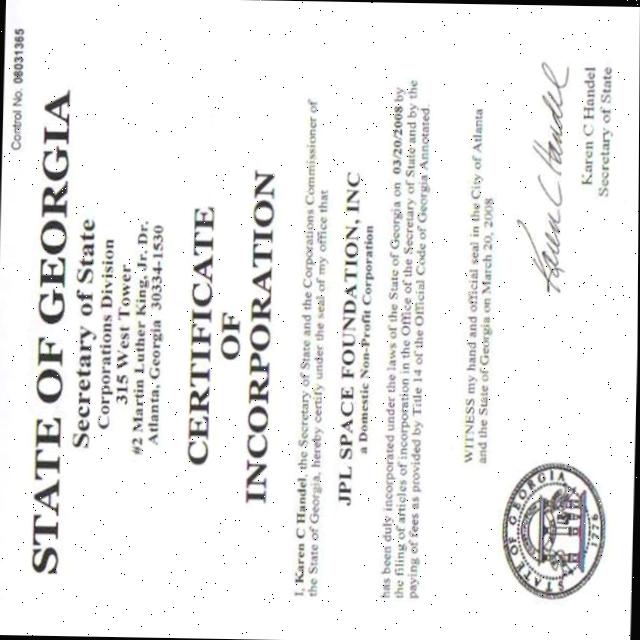 Control No. 08031365
STATE OF GEORGIA
Secretary of State
Corporations Division
315 West Tower
#2 Martin Luther King, Jr. Dr.
Atlanta, Georgia 30334-1530
CERTIFICATE
OF
INCORPORATION
I, Karen C Handel, the Secretary of State and the Corporations Commissioner of
the State of Georgia, hereby certify under the seal of my office that
JPL SPACE FOUNDATION, INC
a Domestic Non-Profit Corporation
has been duly incorporated under the laws of the State of Georgia on 03/20/2008 by
the filing of articles of incorporation in the Office of the Secretary of State and by the
paying of fees as provided by Title 14 of the Official Code of Georgia Annotated.
WITNESS my hand and official seal in the City of Atlanta
and the State of Georgia on March 20, 2008
STATE OF GEORGIA
1776
Karen C Handel
Karen C Handel
Secretary of State